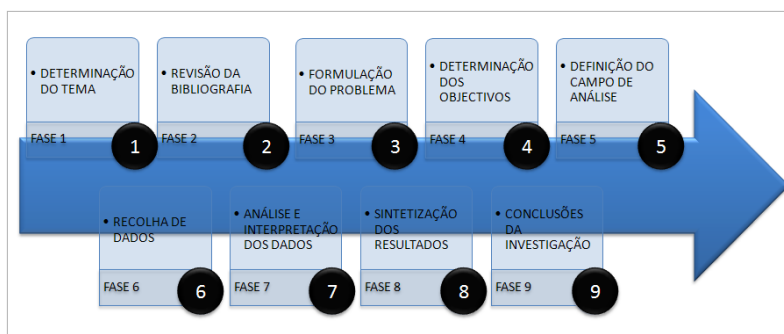 • DETERMINAÇÃO
DO TEMA
FASE 1
1
• REVISÃO DA
BIBLIOGRAFIA
FASE 2
2
• FORMULAÇÃO
DO PROBLEMA
FASE 3
3
• DETERMINAÇÃO
DOS
OBJECTIVOS
FASE 4
4
• DEFINIÇÃO DO
CAMPO DE
ANÁLISE
FASE 5
5
• RECOLHA DE
DADOS
FASE 6
6
• ANÁLISE E
INTERPRETAÇÃO
DOS DADOS
FASE 7
7
• SINTETIZAÇÃO
DOS
RESULTADOS
FASE 8
8
• CONCLUSÕES
DA
INVESTIGAÇÃO
FASE 9
9